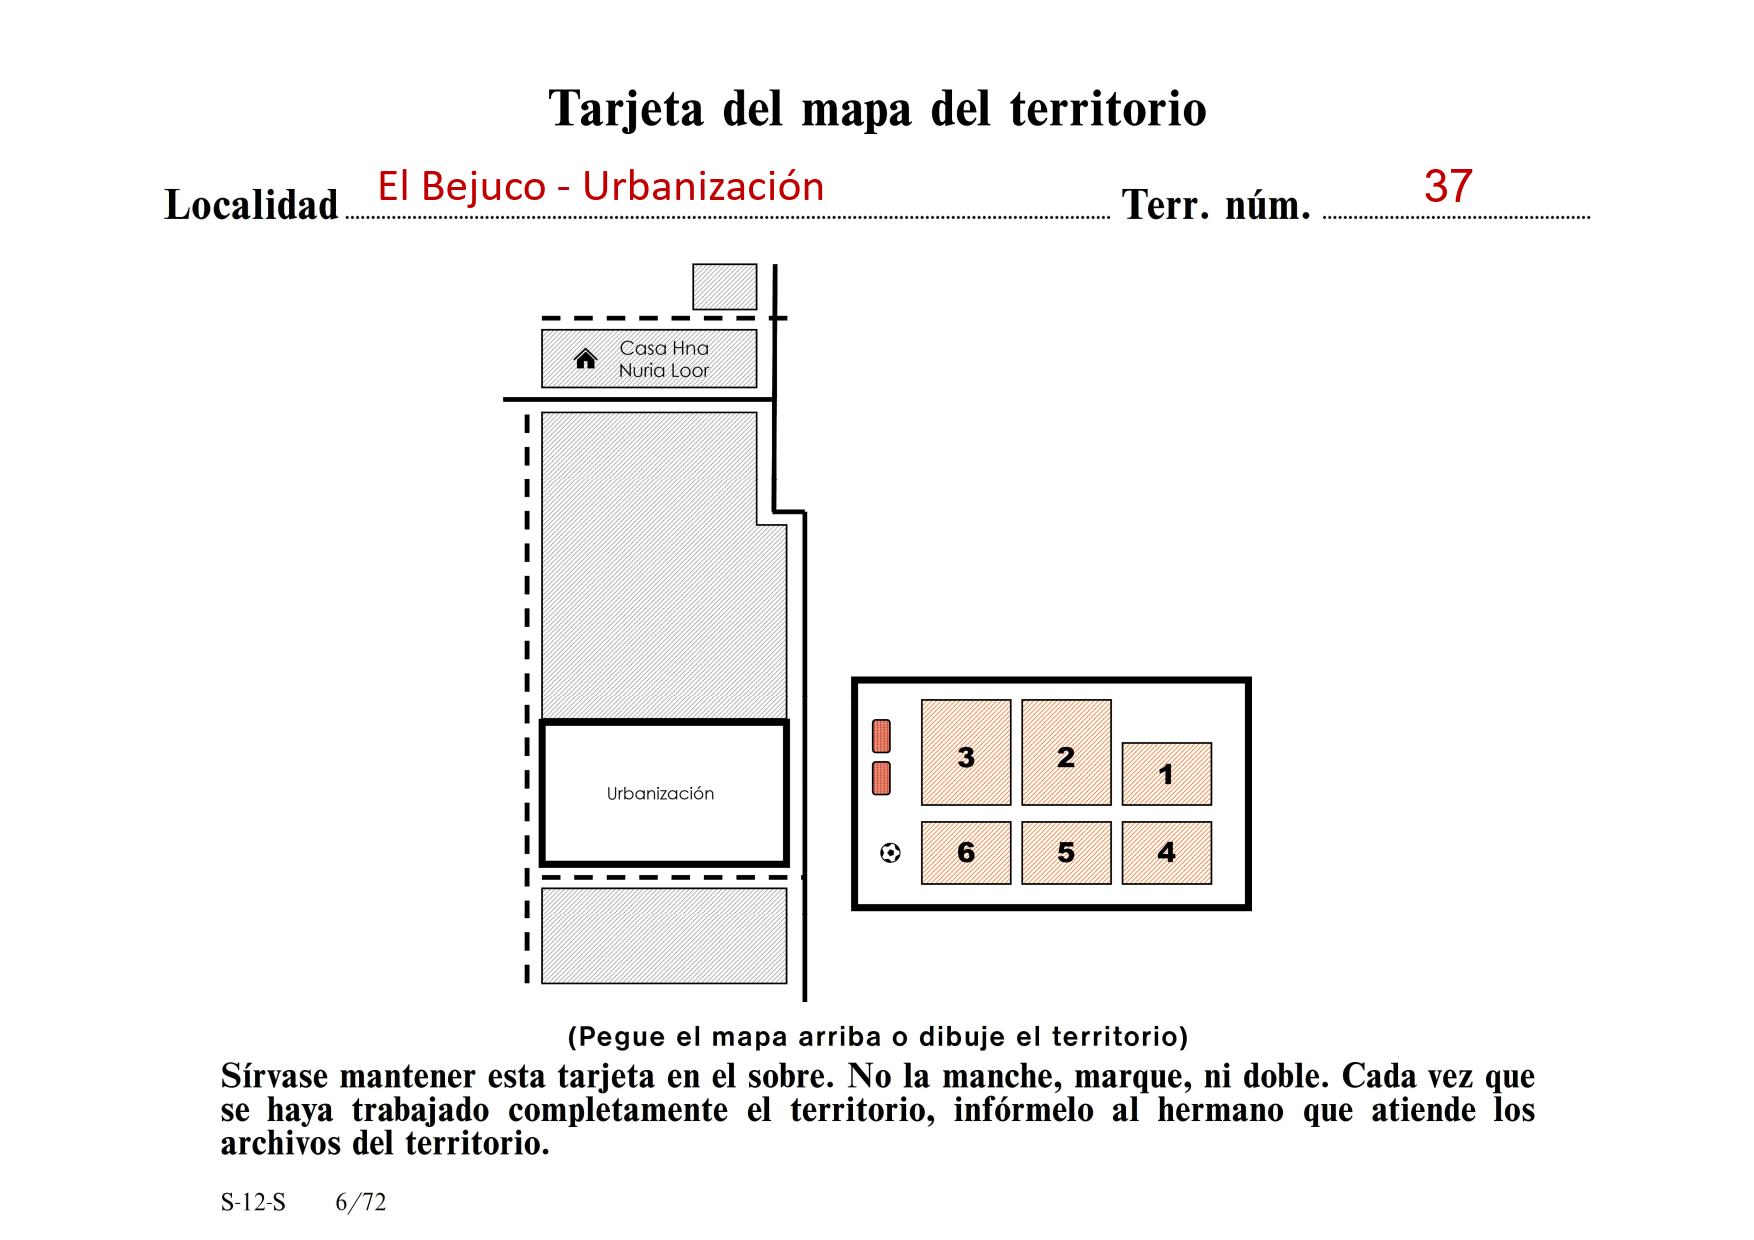 Tarjeta del mapa del territorio
Localidad El Bejuco - Urbanización Terr. núm. 37
Casa Hna
Nuria Loor
Urbanización
3 2 1
6 5 4
(Pegue el mapa arriba o dibuje el territorio)
Sírvase mantener esta tarjeta en el sobre. No la manche, marque, ni doble. Cada vez que
se haya trabajado completamente el territorio, infórmelo al hermano que atiende los
archivos del territorio.
S-12-S 6/72